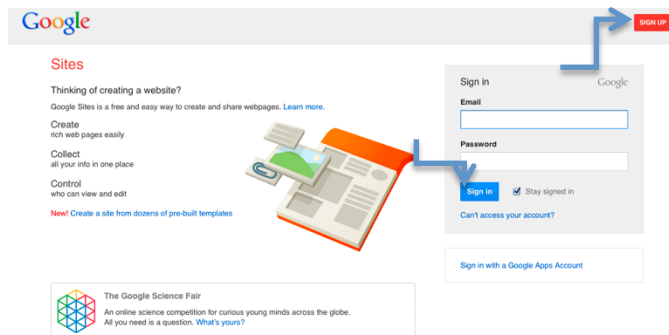 Google
SIGN UP
Sites
Thinking of creating a website?
Google Sites is a free and easy way to create and share webpages. Learn more.
Create
rich web pages easily
Collect
all your info in one place
Control
who can view and edit
New! Create a site from dozens of pre-built templates
Sign in
Google
Email
Password
Sign in
Stay signed in
Can't access your account?
Sign in with a Google Apps Account
The Google Science Fair
An online science competition for curious young minds across the globe.
All you need is a question. What's yours?